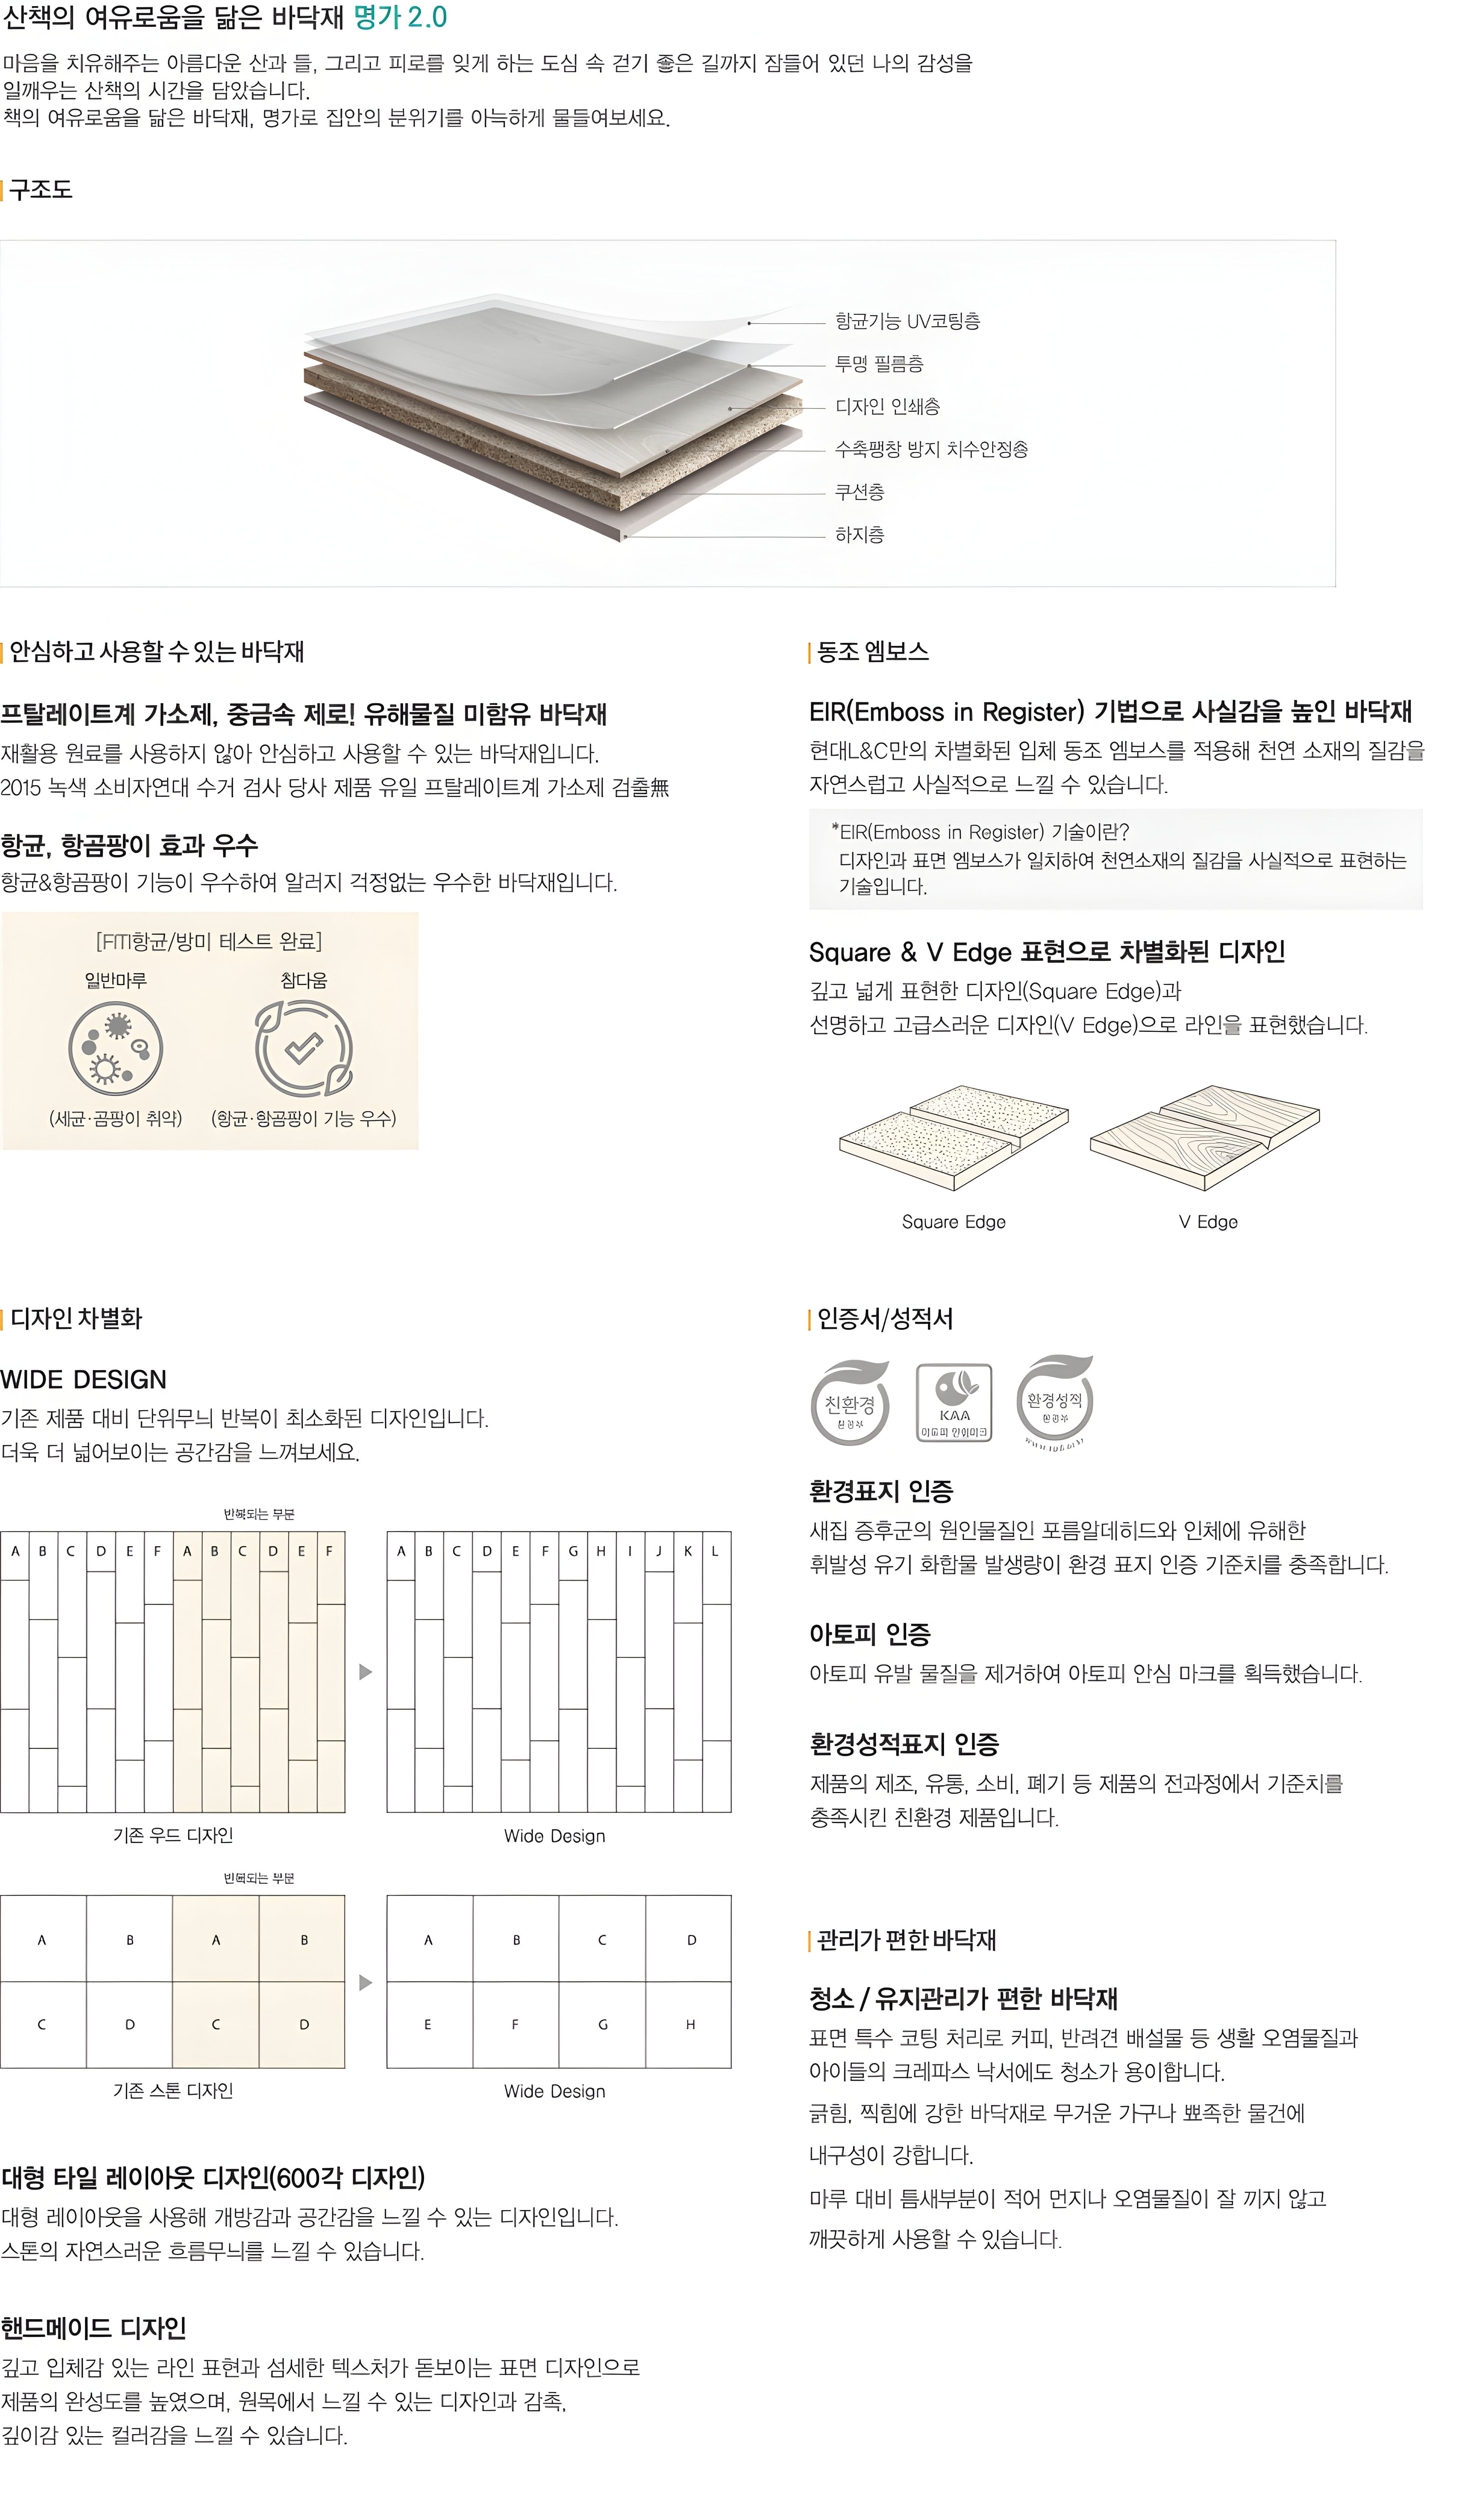 산책의 여유로움을 닮은 바닥재 명가 2.0
마음을 치유해주는 아름다운 산과 들, 그리고 피로를 잊게 하는 도심 속 걷기 좋은 길까지 잠들어 있던 나의 감성을
일깨우는 산책의 시간을 담았습니다.
책의 여유로움을 닮은 바닥재, 명가로 집안의 분위기를 아늑하게 물들여보세요.
구조도
항균기능 UV코팅층
투명 필름층
디자인 인쇄층
수축팽창 방지 치수안정층
쿠션층
하지층
안심하고 사용할 수 있는 바닥재
프탈레이트계 가소제, 중금속 제로! 유해물질 미함유 바닥재
재활용 원료를 사용하지 않아 안심하고 사용할 수 있는 바닥재입니다.
2015 녹색 소비자연대 수거 검사 당사 제품 유일 프탈레이트계 가소제 검출無
항균, 항곰팡이 효과 우수
항균&항곰팡이 기능이 우수하여 알러지 걱정없는 우수한 바닥재입니다.
[FITI항균/방미 테스트 완료]
일반마루 참다움
(세균·곰팡이 취약) (항균·항곰팡이 기능 우수)
동조 엠보스
EIR(Emboss in Register) 기법으로 사실감을 높인 바닥재
현대L&C만의 차별화된 입체 동조 엠보스를 적용해 천연 소재의 질감을
자연스럽고 사실적으로 느낄 수 있습니다.
*EIR(Emboss in Register) 기술이란?
디자인과 표면 엠보스가 일치하여 천연소재의 질감을 사실적으로 표현하는
기술입니다.
Square & V Edge 표현으로 차별화된 디자인
깊고 넓게 표현한 디자인(Square Edge)과
선명하고 고급스러운 디자인(V Edge)으로 라인을 표현했습니다.
Square Edge V Edge
디자인 차별화
WIDE DESIGN
기존 제품 대비 단위무늬 반복이 최소화된 디자인입니다.
더욱 더 넓어보이는 공간감을 느껴보세요.
반복되는 부분
A B C D E F A B C D E F
A B C D E F G H I J K L
기존 우드 디자인 Wide Design
반복되는 부분
A B A B
C D C D
A B C D
E F G H
기존 스톤 디자인 Wide Design
대형 타일 레이아웃 디자인(600각 디자인)
대형 레이아웃을 사용해 개방감과 공간감을 느낄 수 있는 디자인입니다.
스톤의 자연스러운 흐름무늬를 느낄 수 있습니다.
핸드메이드 디자인
깊고 입체감 있는 라인 표현과 섬세한 텍스처가 돋보이는 표면 디자인으로
제품의 완성도를 높였으며, 원목에서 느낄 수 있는 디자인과 감촉,
깊이감 있는 컬러감을 느낄 수 있습니다.
인증서/성적서
친환경
KAA
환경성적
환경표지 인증
새집 증후군의 원인물질인 포름알데히드와 인체에 유해한
휘발성 유기 화합물 발생량이 환경 표지 인증 기준치를 충족합니다.
아토피 인증
아토피 유발 물질을 제거하여 아토피 안심 마크를 획득했습니다.
환경성적표지 인증
제품의 제조, 유통, 소비, 폐기 등 제품의 전과정에서 기준치를
충족시킨 친환경 제품입니다.
관리가 편한 바닥재
청소 / 유지관리가 편한 바닥재
표면 특수 코팅 처리로 커피, 반려견 배설물 등 생활 오염물질과
아이들의 크레파스 낙서에도 청소가 용이합니다.
긁힘, 찍힘에 강한 바닥재로 무거운 가구나 뾰족한 물건에
내구성이 강합니다.
마루 대비 틈새부분이 적어 먼지나 오염물질이 잘 끼지 않고
깨끗하게 사용할 수 있습니다.